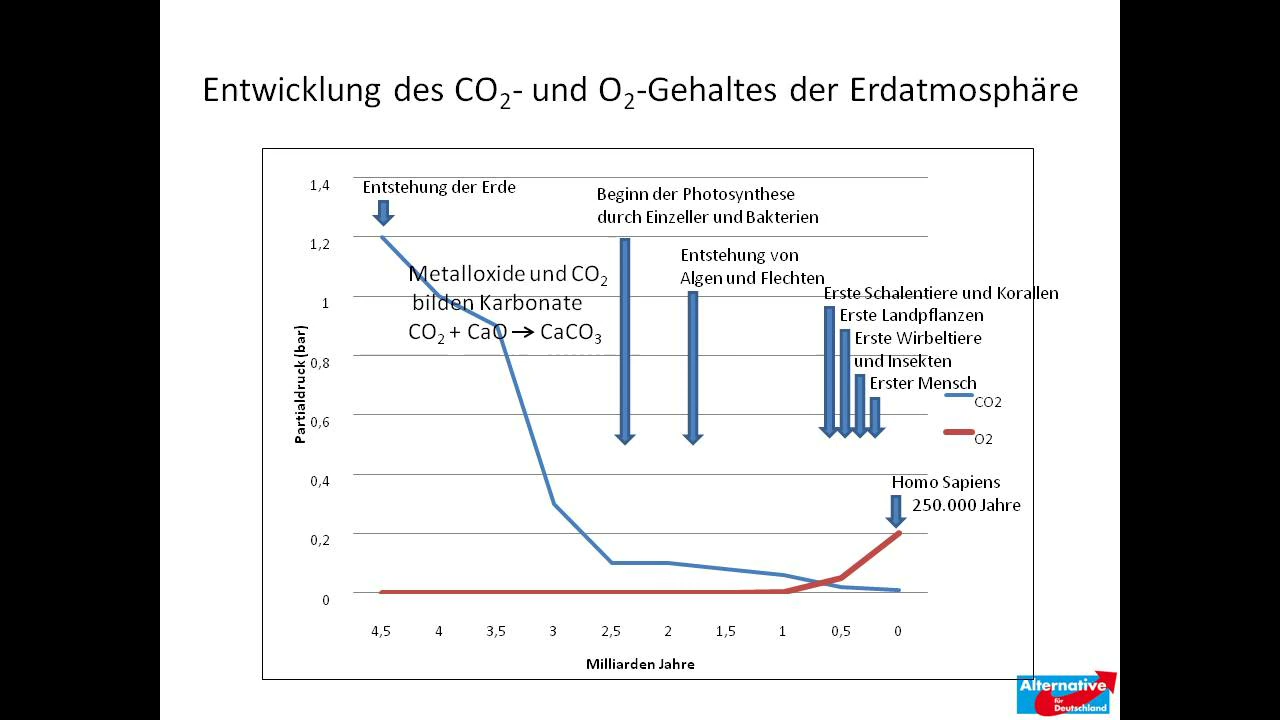 Entwicklung des CO₂- und O₂-Gehaltes der Erdatmosphäre
1,4
1,2
1
0,8
0,6
0,4
0,2
0
Partialdruck (bar)
Entstehung der Erde
Metalloxide und CO₂
bilden Karbonate
CO₂ + CaO → CaCO₃
Beginn der Photosynthese
durch Einzeller und Bakterien
Entstehung von
Algen und Flechten
Erste Schalentiere und Korallen
Erste Landpflanzen
Erste Wirbeltiere
und Insekten
Erster Mensch
CO2
O2
Homo Sapiens
250.000 Jahre
4,5 4 3,5 3 2,5 2 1,5 1 0,5 0
Milliarden Jahre
Alternative
für
Deutschland